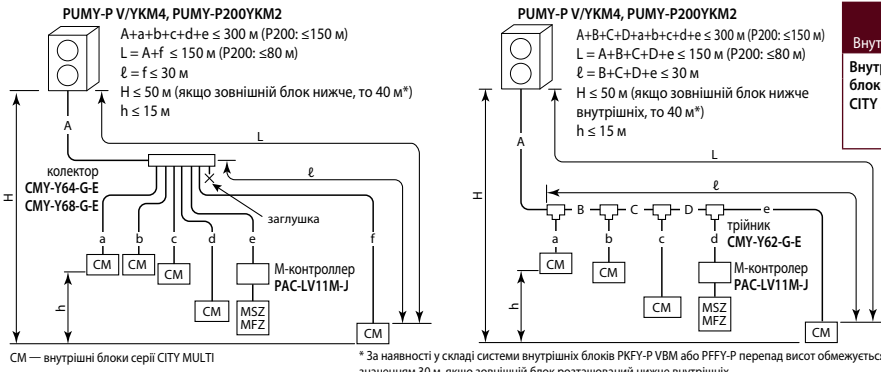 PUMY-P V/YKM4, PUMY-P200YKM2
A+a+b+c+d+e ≤ 300 м (P200: ≤150 м)
L = A+f ≤ 150 м (P200: ≤80 м)
ℓ = f ≤ 30 м
H ≤ 50 м (якщо зовнішній блок нижче, то 40 м*)
h ≤ 15 м
A
L
H
колектор
CMY-Y64-G-E
CMY-Y68-G-E
ℓ
заглушка
a
b
c
d
e
f
CM
CM
CM
М-контроллер
PAC-LV11M-J
h
CM
MSZ
MFZ
CM
CM — внутрішні блоки серії CITY MULTI
PUMY-P V/YKM4, PUMY-P200YKM2
A+B+C+D+a+b+c+d+e ≤ 300 м (P200: ≤150 м)
L = A+B+C+D+e ≤ 150 м (P200: ≤80 м)
ℓ = B+C+D+e ≤ 30 м
H ≤ 50 м (якщо зовнішній блок нижче
внутрішніх, то 40 м*)
h ≤ 15 м
A
L
H
ℓ
B
C
D
e
трійник
CMY-Y62-G-E
a
b
c
d
CM
CM
М-контролер
PAC-LV11M-J
h
CM
MSZ
MFZ
CM
* За наявності у складі системи внутрішніх блоків PKFY-P VBM або PFFY-P перепад висот обмежується
значенням 30 м, якщо зовнішній блок розташований нижче внутрішніх
Внут
Внутр
блок
CITY